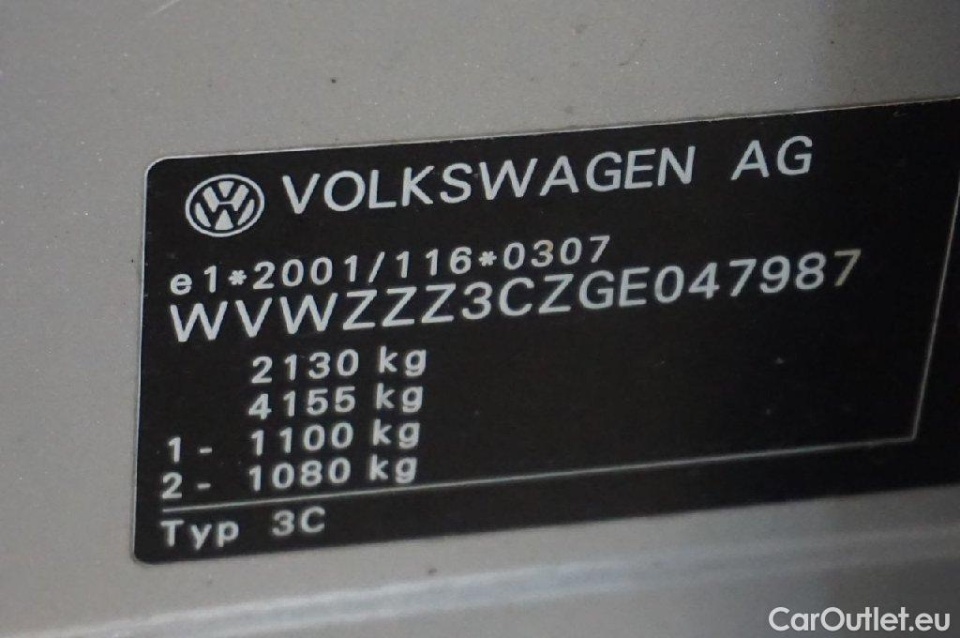 VOLKSWAGEN AG
e1*2001/116*0307
WVWZZZ3CZGE047987
2130 kg
4155 kg
1 - 1100 kg
2 - 1080 kg
Typ 3C
CarOutlet.eu